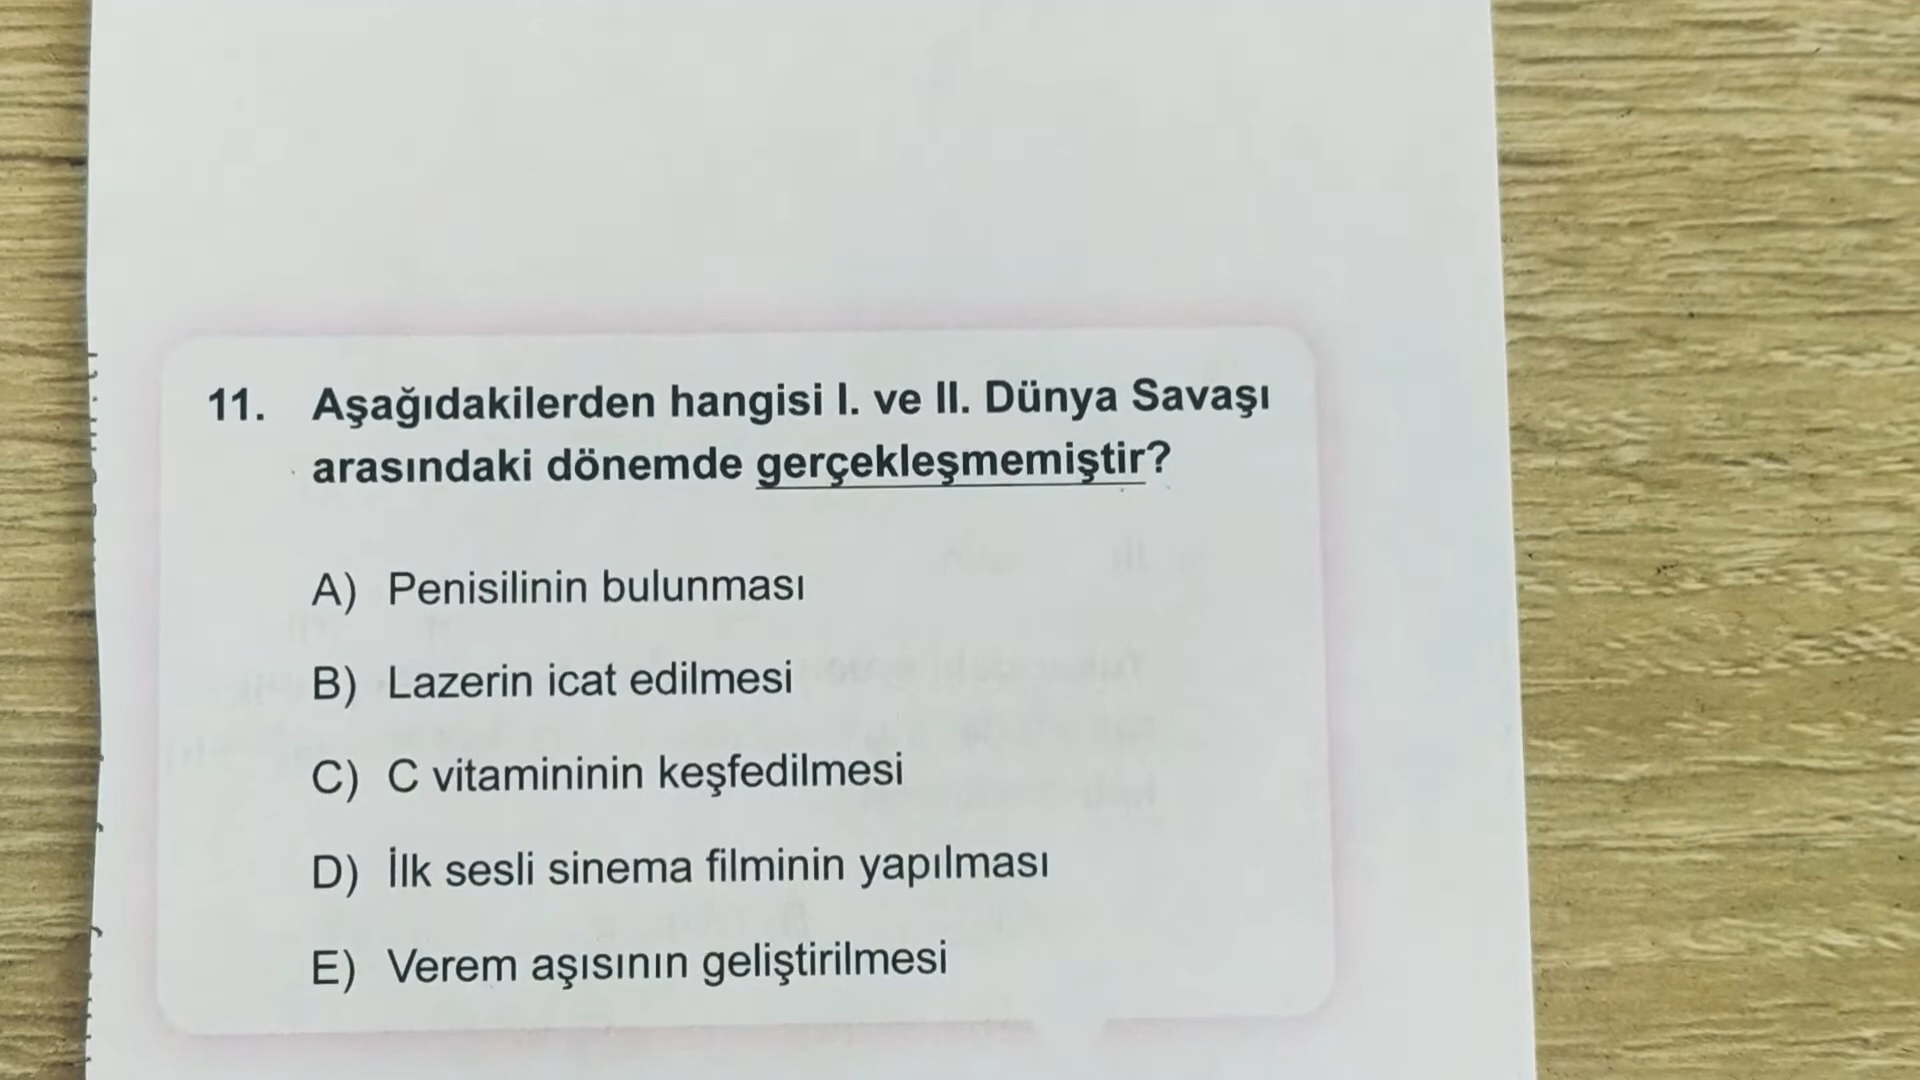 11. Aşağıdakilerden hangisi I. ve II. Dünya Savaşı
arasındaki dönemde gerçekleşmemiştir?
A) Penisilinin bulunması
B) Lazerin icat edilmesi
C) C vitamininin keşfedilmesi
D) İlk sesli sinema filminin yapılması
E) Verem aşısının geliştirilmesi